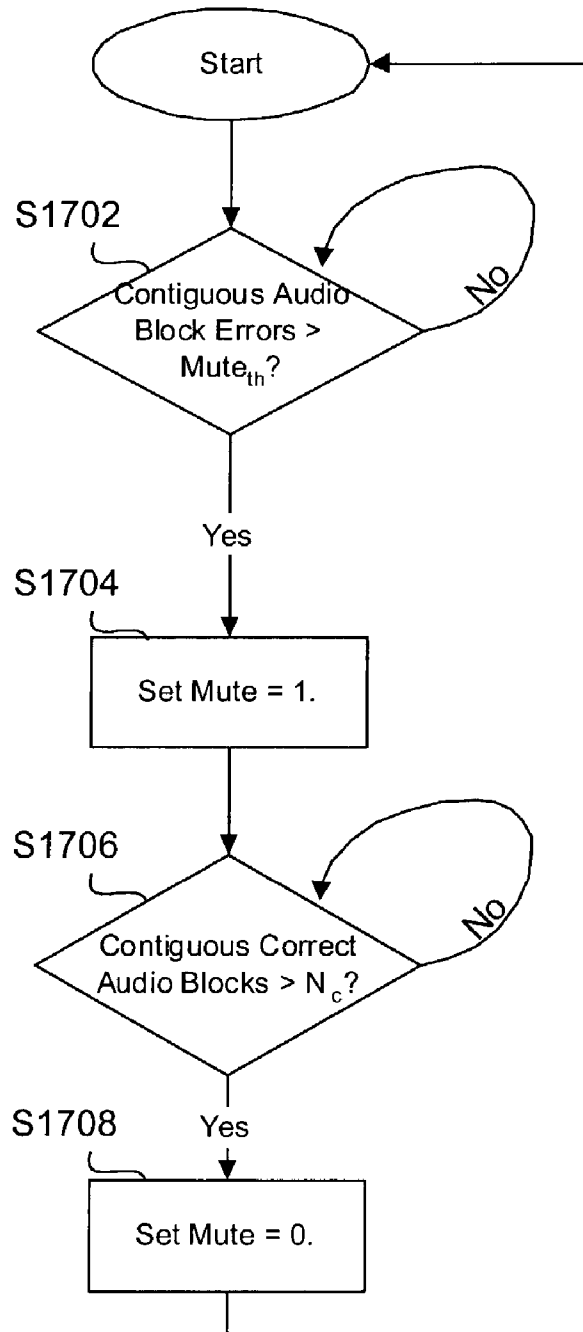 Start
S1702
Contiguous Audio
Block Errors >
Mute_th?
No
Yes
S1704
Set Mute = 1.
S1706
Contiguous Correct
Audio Blocks > N_c?
No
Yes
S1708
Set Mute = 0.